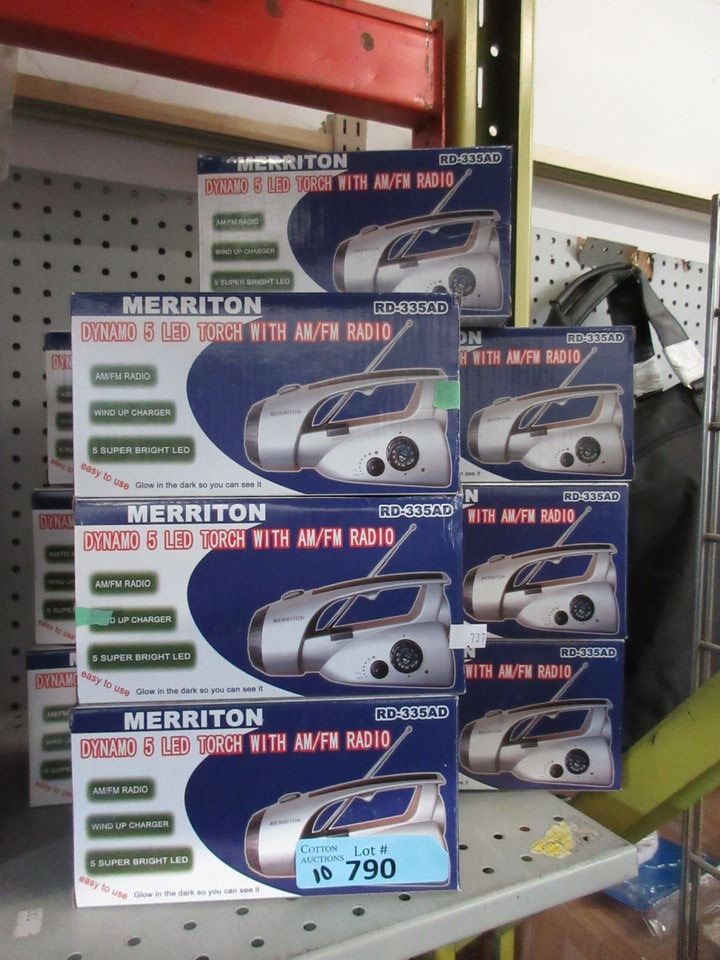 MERRITON
RD-335AD
DYNAMO 5 LED TORCH WITH AM/FM RADIO
AM/FM RADIO
WIND UP CHARGER
5 SUPER BRIGHT LED
MERRITON
RD-335AD
DYNAMO 5 LED TORCH WITH AM/FM RADIO
AM/FM RADIO
WIND UP CHARGER
5 SUPER BRIGHT LED
easy to use
Glow in the dark so you can see it
MERRITON
RD-335AD
H WITH AM/FM RADIO
MERRITON
RD-335AD
DYNAMO 5 LED TORCH WITH AM/FM RADIO
AM/FM RADIO
D UP CHARGER
5 SUPER BRIGHT LED
easy to use
Glow in the dark so you can see it
MERRITON
737
RD-335AD
WITH AM/FM RADIO
MERRITON
RD-335AD
DYNAMO 5 LED TORCH WITH AM/FM RADIO
AM/FM RADIO
WIND UP CHARGER
5 SUPER BRIGHT LED
easy to use
Glow in the dark so you can see it
MERRITON
COTTON AUCTIONS
Lot #
10 790
RD-335AD
WITH AM/FM RADIO